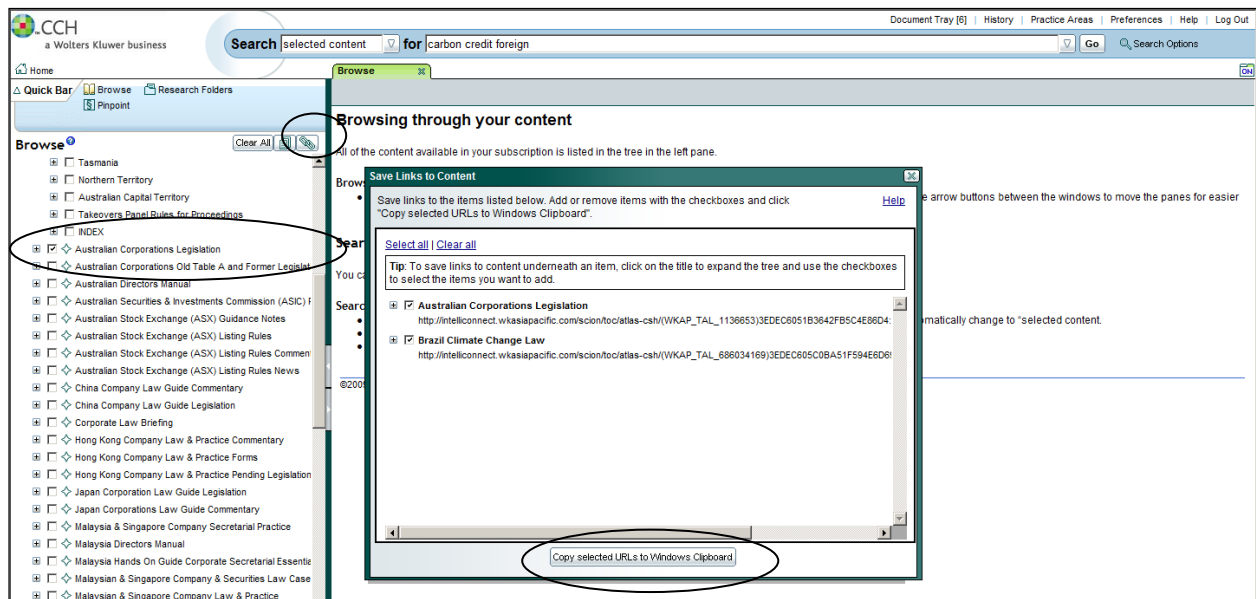 Document Tray [6] | History | Practice Areas | Preferences | Help | Log Out
CCH
a Wolters Kluwer business
Search selected content for carbon credit foreign Go Search Options
Home
Browse
ON
Quick Bar Browse Research Folders
Pinpoint
Browse Clear All
Tasmania
Northern Territory
Australian Capital Territory
Takeovers Panel Rules for Proceedings
INDEX
Australian Corporations Legislation
Australian Corporations Old Table A and Former Legislat
Australian Directors Manual
Australian Securities & Investments Commission (ASIC)
Australian Stock Exchange (ASX) Guidance Notes
Australian Stock Exchange (ASX) Listing Rules
Australian Stock Exchange (ASX) Listing Rules Commen
Australian Stock Exchange (ASX) Listing Rules News
China Company Law Guide Commentary
China Company Law Guide Legislation
Corporate Law Briefing
Hong Kong Company Law & Practice Commentary
Hong Kong Company Law & Practice Forms
Hong Kong Company Law & Practice Pending Legislation
Japan Corporation Law Guide Legislation
Japan Corporations Law Guide Commentary
Malaysia & Singapore Company Secretarial Practice
Malaysia Directors Manual
Malaysia Hands On Guide Corporate Secretarial Essentia
Malaysian & Singapore Company & Securities Law Case
Malaysian & Singapore Company Law & Practice
Browsing through your content
All of the content available in your subscription is listed in the tree in the left pane.
Brows
e arrow buttons between the windows to move the panes for easier
Sear
You ca
Searc
omatically change to "selected content.
©2009
Save Links to Content
Save links to the items listed below. Add or remove items with the checkboxes and click Help
"Copy selected URLs to Windows Clipboard".
Select all | Clear all
Tip: To save links to content underneath an item, click on the title to expand the tree and use the checkboxes
to select the items you want to add.
Australian Corporations Legislation
http://intelliconnect.wkasiapacific.com/scion/toc/atlas-csh/(WKAP_TAL_1136653)3EDEC6051B3642FB5C4E86D4:
Brazil Climate Change Law
http://intelliconnect.wkasiapacific.com/scion/toc/atlas-csh/(WKAP_TAL_686034169)3EDEC605C0BA51F594E6D6
Copy selected URLs to Windows Clipboard